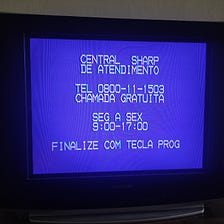 CENTRAL SHARP
DE ATENDIMENTO
TEL 0800-11-1503
CHAMADA GRATUITA
SEG A SEX
9:00-17:00
FINALIZE COM TECLA PROG